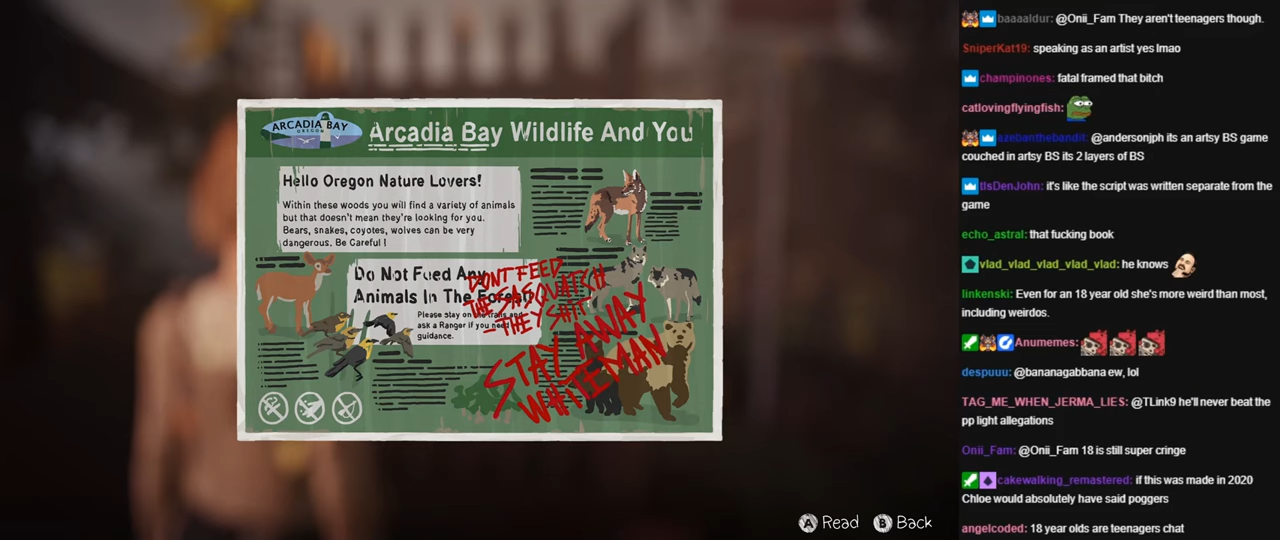 ARCADIA BAY
OREGON
Arcadia Bay Wildlife And You
Hello Oregon Nature Lovers!
Within these woods you will find a variety of animals
but that doesn't mean they're looking for you.
Bears, snakes, coyotes, wolves can be very
dangerous. Be Careful!
Do Not Feed Any
Animals In The Forest
Please stay on the trails and
ask a Ranger if you need
guidance.
DONT FEED
THE SASQUATCH
- THEY SHIT
STAY AWAY
WHITEMAN
A Read B Back
baaaaldur: @Onii_Fam They aren't teenagers though.
SniperKat19: speaking as an artist yes lmao
champinones: fatal framed that bitch
catlovingflyingfish:
azebanthebandit: @andersonjph its an artsy BS game
couched in artsy BS its 2 layers of BS
tIsDenJohn: it's like the script was written separate from the
game
echo_astral: that fucking book
vlad_vlad_vlad_vlad_vlad: he knows
linkenski: Even for an 18 year old she's more weird than most,
including weirdos.
Anumemes:
despuuu: @bananagabbana ew, lol
TAG_ME_WHEN_JERMA_LIES: @TLink9 he'll never beat the
pp light allegations
Onii_Fam: @Onii_Fam 18 is still super cringe
cakewalking_remastered: if this was made in 2020
Chloe would absolutely have said poggers
angelcoded: 18 year olds are teenagers chat